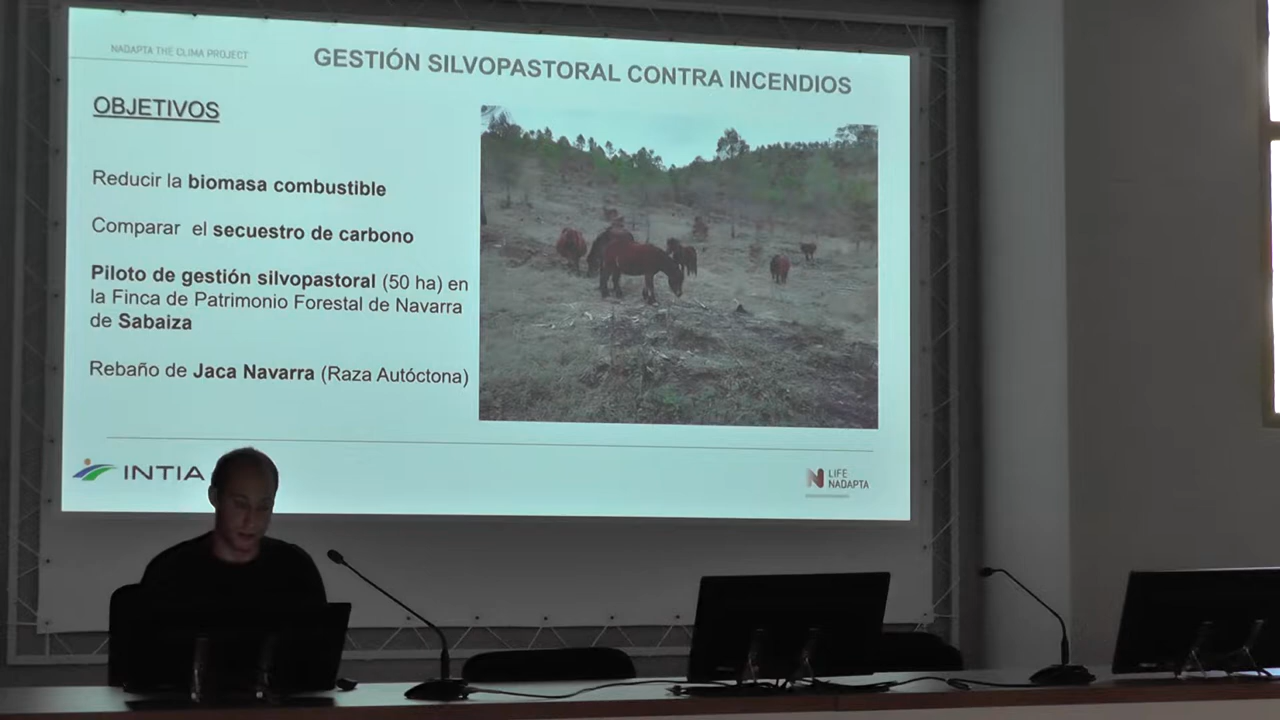 NADAPTA THE CLIMA PROJECT
GESTIÓN SILVOPASTORAL CONTRA INCENDIOS
OBJETIVOS
Reducir la biomasa combustible
Comparar el secuestro de carbono
Piloto de gestión silvopastoral (50 ha) en
la Finca de Patrimonio Forestal de Navarra
de Sabaiza
Rebaño de Jaca Navarra (Raza Autóctona)
INTIA
LIFE
NADAPTA